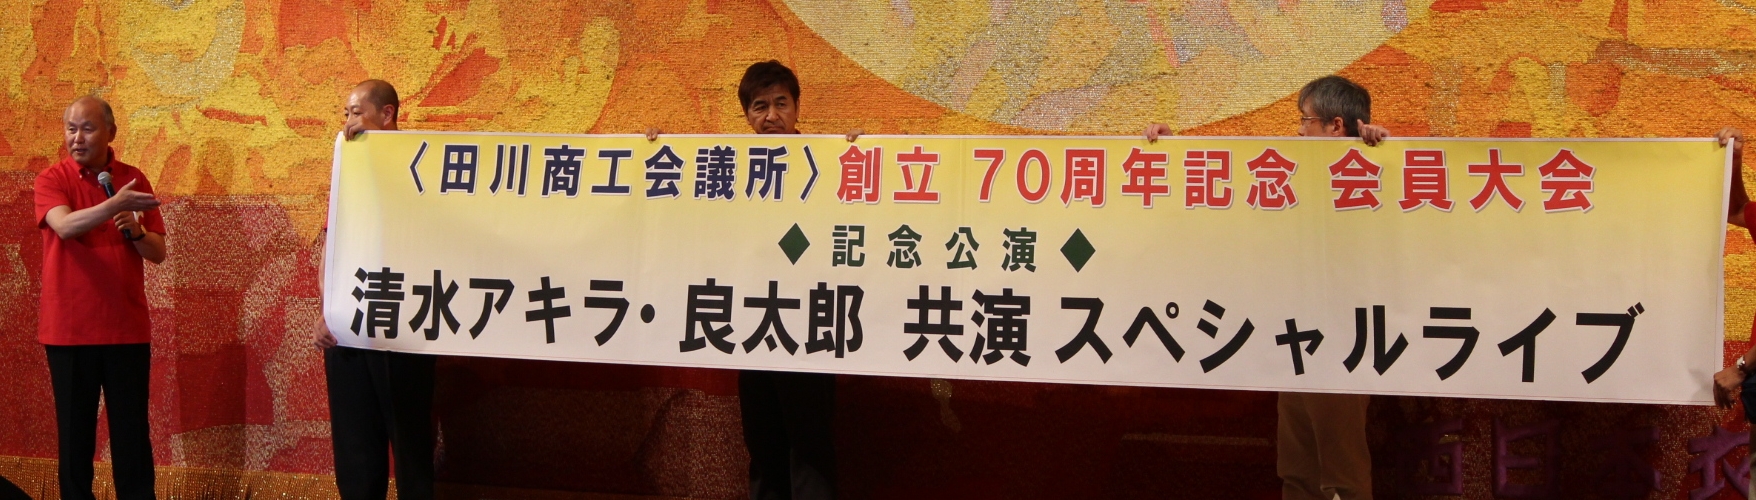 〈田川商工会議所〉創立 70周年記念 会員大会
◆記念公演◆
清水アキラ・良太郎 共演スペシャルライブ